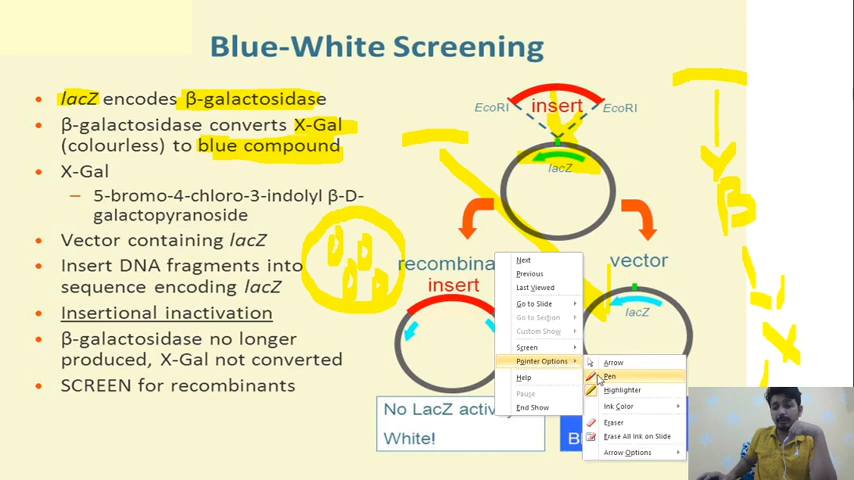 Blue-White Screening
• lacZ encodes β-galactosidase
• β-galactosidase converts X-Gal
(colourless) to blue compound
• X-Gal
– 5-bromo-4-chloro-3-indolyl β-D-
galactopyranoside
• Vector containing lacZ
• Insert DNA fragments into
sequence encoding lacZ
• Insertional inactivation
• β-galactosidase no longer
produced, X-Gal not converted
• SCREEN for recombinants
EcoRI
insert
EcoRI
lacZ
insert
vector
lacZ
White!
Next
Previous
Last Viewed
Go to Slide
Go to Section
Custom Show
Screen
Pointer Options
Help
Pause
End Show
Arrow
Pen
Highlighter
Ink Color
Eraser
Erase All Ink on Slide
Arrow Options